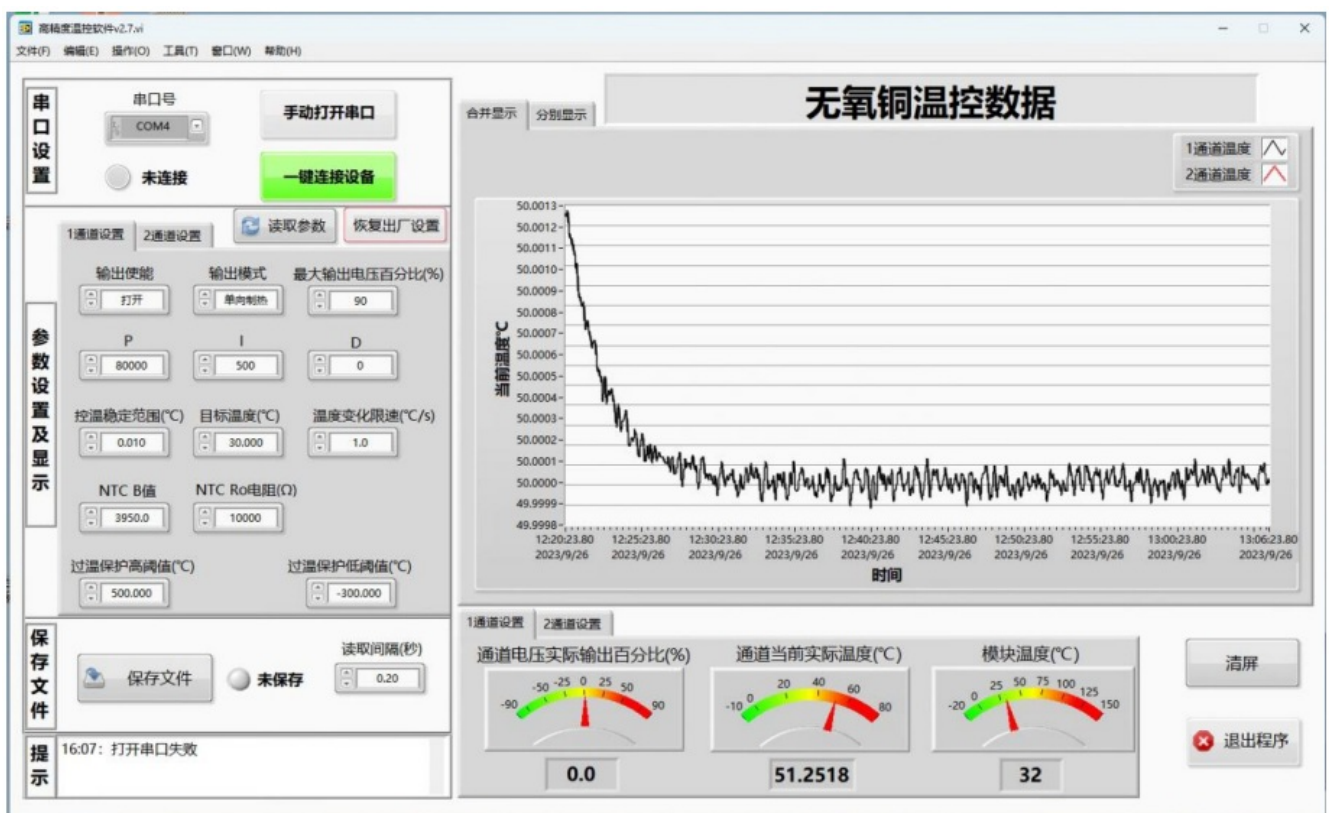 高精度温控软件v2.7.vi
文件(F) 编辑(E) 操作(O) 工具(T) 窗口(W) 帮助(H)
串口设置
串口号
COM4
手动打开串口
未连接
一键连接设备
参数设置及显示
1通道设置 2通道设置
读取参数
恢复出厂设置
输出使能 输出模式 最大输出电压百分比(%)
打开 单向制热 90
P I D
80000 500 0
控温稳定范围(℃) 目标温度(℃) 温度变化限速(℃/s)
0.010 30.000 1.0
NTC B值 NTC Ro电阻(Ω)
3950.0 10000
过温保护高阈值(℃) 过温保护低阈值(℃)
500.000 -300.000
保存文件
保存文件
未保存
读取间隔(秒)
0.20
提示
16:07：打开串口失败
合并显示 分别显示
无氧铜温控数据
1通道温度
2通道温度
当前温度℃
50.0013
50.0012
50.0011
50.0010
50.0009
50.0008
50.0007
50.0006
50.0005
50.0004
50.0003
50.0002
50.0001
50.0000
49.9999
49.9998
12:20:23.80 12:25:23.80 12:30:23.80 12:35:23.80 12:40:23.80 12:45:23.80 12:50:23.80 12:55:23.80 13:00:23.80 13:06:23.80
2023/9/26 2023/9/26 2023/9/26 2023/9/26 2023/9/26 2023/9/26 2023/9/26 2023/9/26 2023/9/26 2023/9/26
时间
1通道设置 2通道设置
通道电压实际输出百分比(%)
-90 -50 -25 0 25 50 90
0.0
通道当前实际温度(℃)
-10 0 20 40 60 80
51.2518
模块温度(℃)
-20 0 25 50 75 100 125 150
32
清屏
退出程序